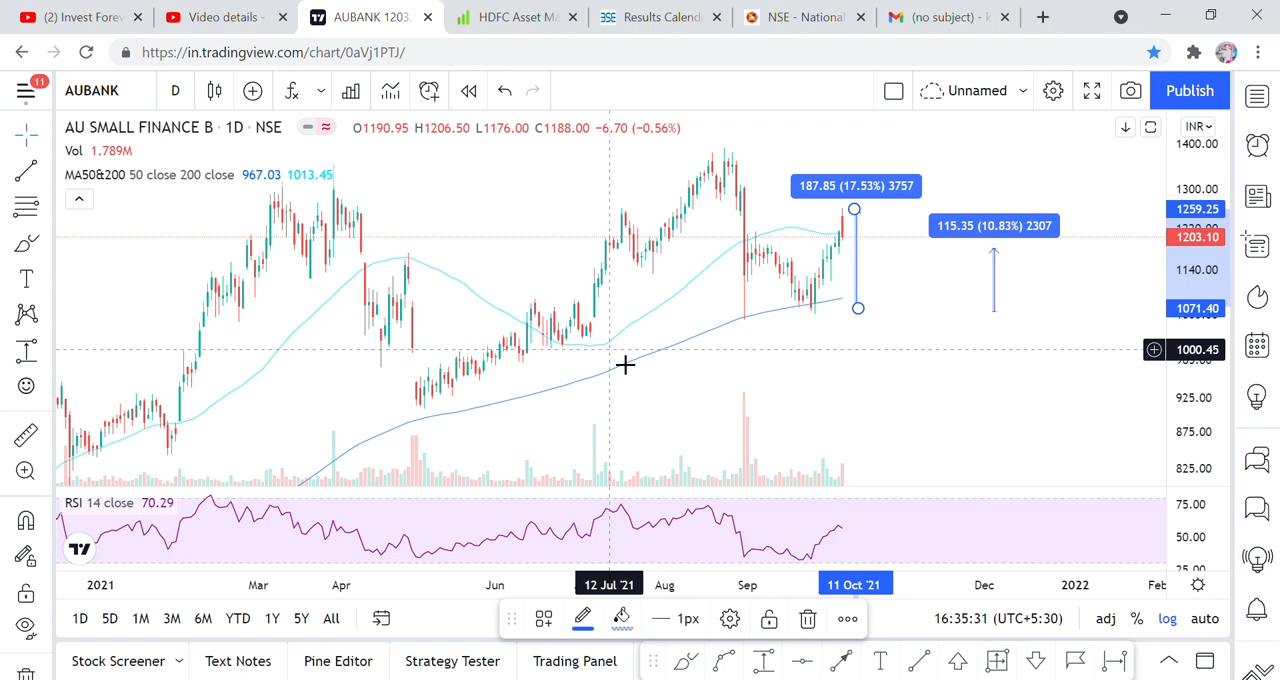 (2) Invest Forev
Video details -
AUBANK 1203.
HDFC Asset Ma
BSE Results Calenda
NSE - National
(no subject) - k
https://in.tradingview.com/chart/0aVj1PTJ/
11
AUBANK
D
Unnamed
Publish
AU SMALL FINANCE B · 1D · NSE
O1190.95 H1206.50 L1176.00 C1188.00 −6.70 (−0.56%)
INR
Vol 1.789M
MA50&200 50 close 200 close 967.03 1013.45
1400.00
1300.00
1259.25
1203.10
1140.00
1071.40
1000.45
925.00
875.00
825.00
187.85 (17.53%) 3757
115.35 (10.83%) 2307
RSI 14 close 70.29
75.00
50.00
25.00
2021
Mar
Apr
Jun
12 Jul '21
Aug
Sep
11 Oct '21
Dec
2022
Feb
1D 5D 1M 3M 6M YTD 1Y 5Y All
1px
16:35:31 (UTC+5:30)
adj % log auto
Stock Screener
Text Notes
Pine Editor
Strategy Tester
Trading Panel